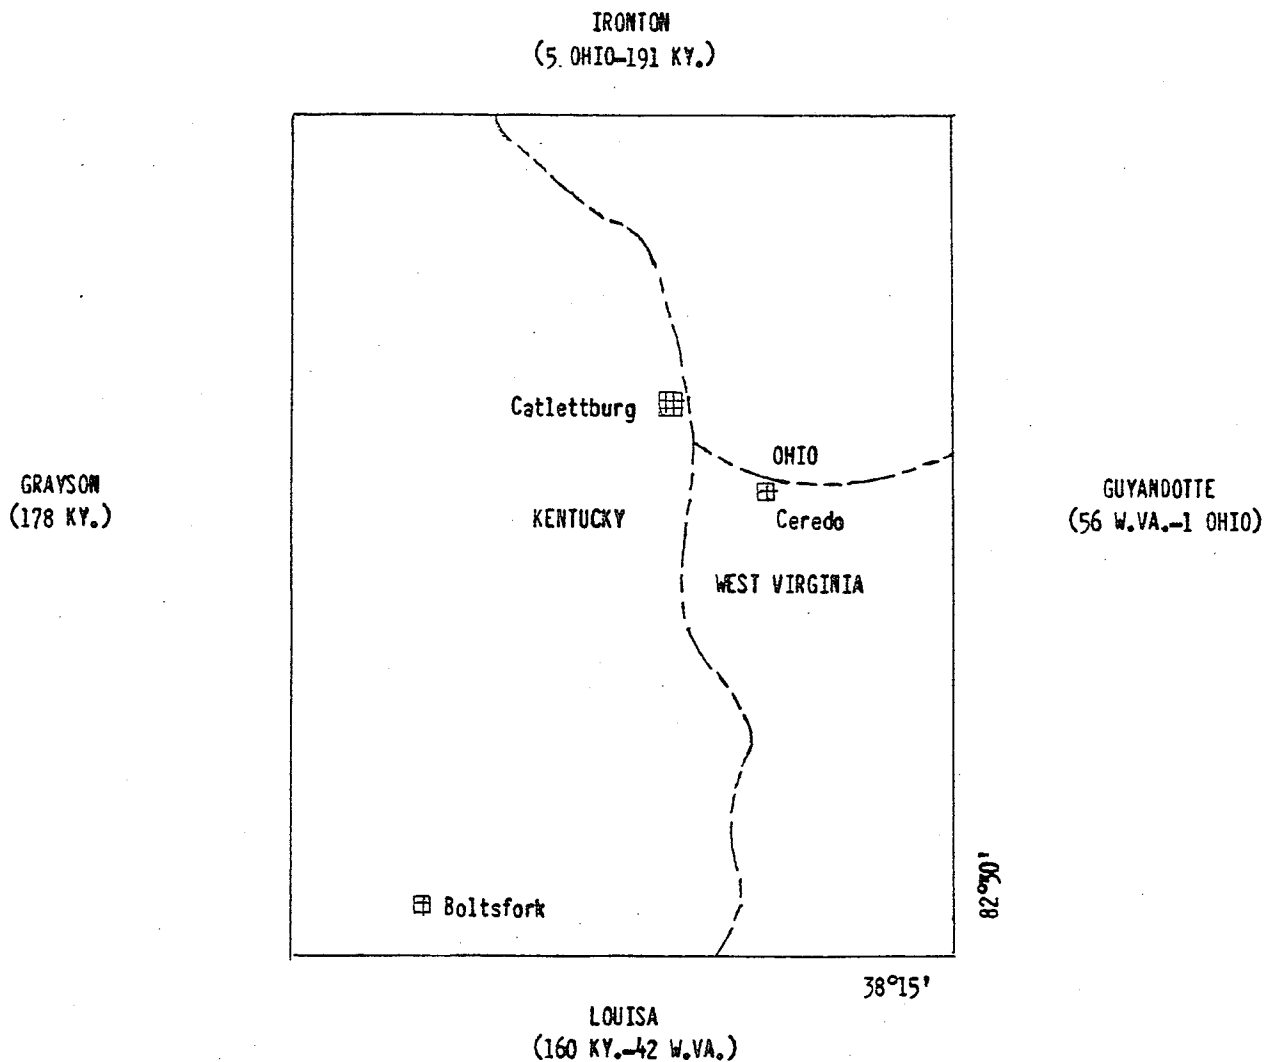 IRONTON
(5. OHIO-191 KY.)
Catlettburg
OHIO
GRAYSON
(178 KY.)
KENTUCKY
Ceredo
GUYANDOTTE
(56 W.VA.-1 OHIO)
WEST VIRGINIA
Boltsfork
82°30'
38°15'
LOUISA
(160 KY.-42 W.VA.)